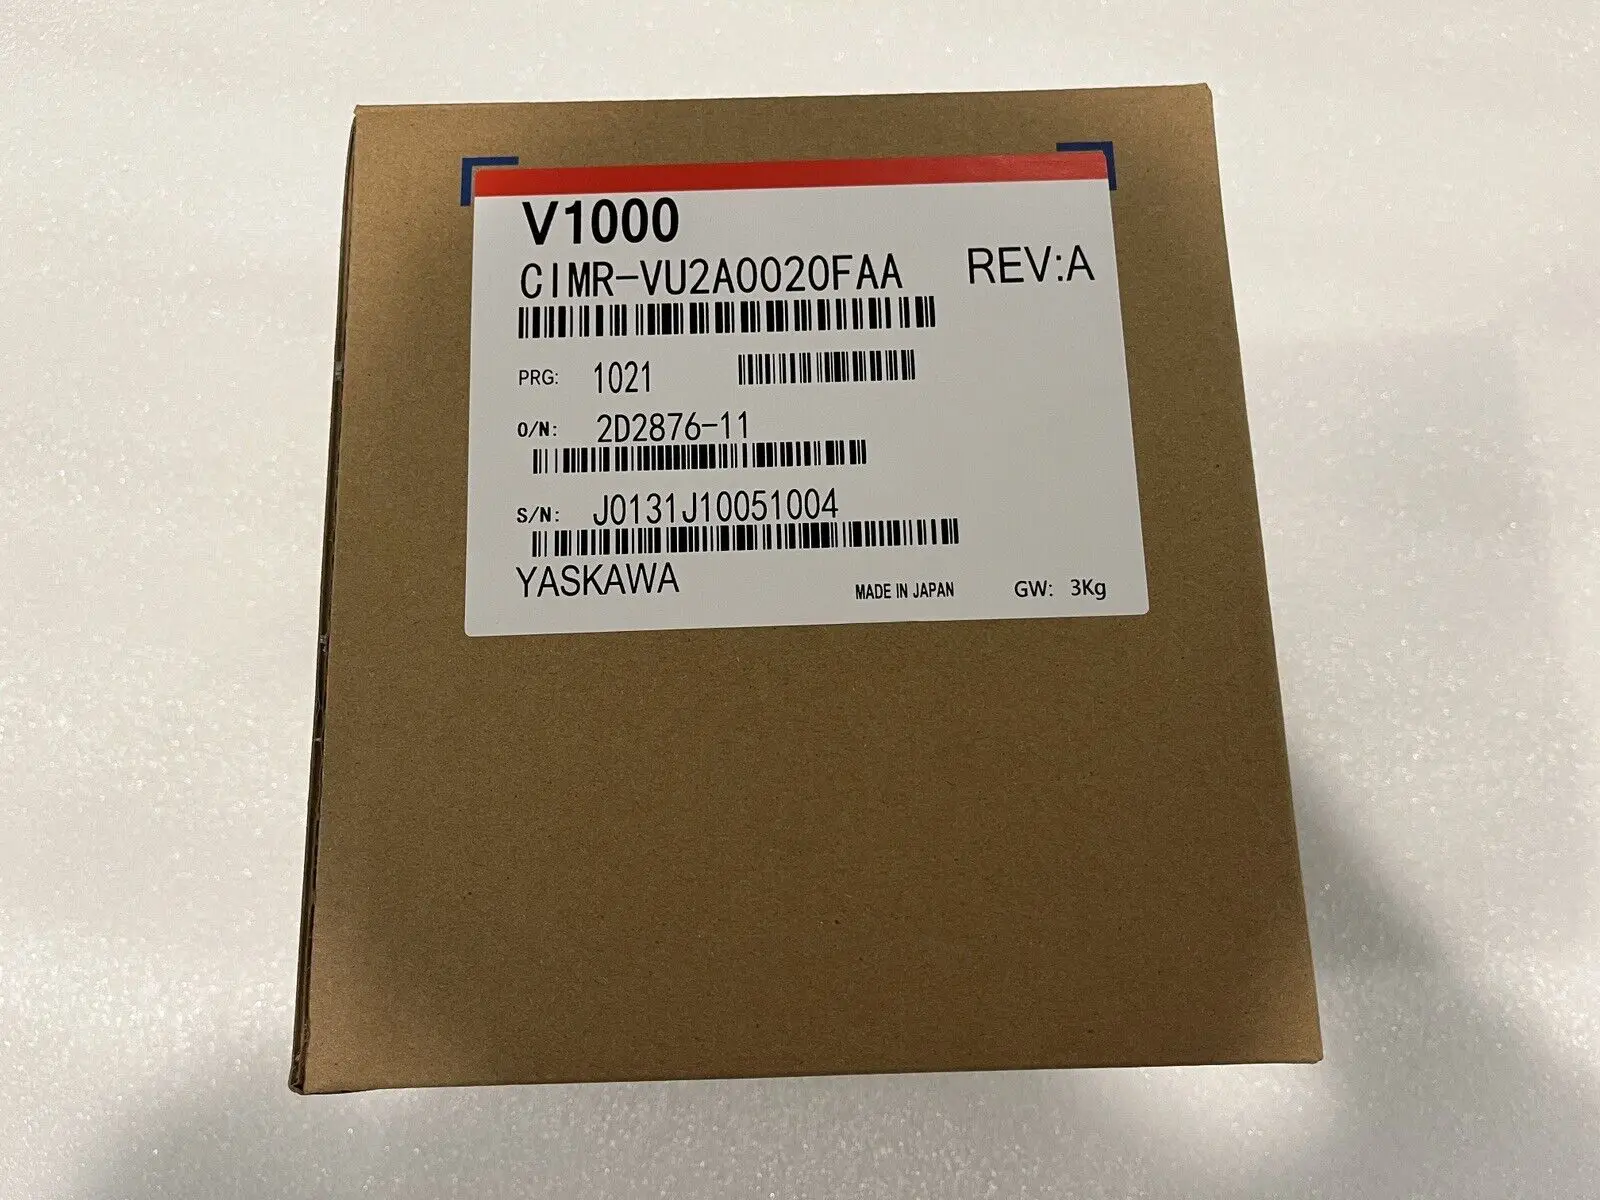 V1000
CIMR-VU2A0020FAA REV:A
PRG: 1021
O/N: 2D2876-11
S/N: J0131J10051004
YASKAWA MADE IN JAPAN GW: 3Kg